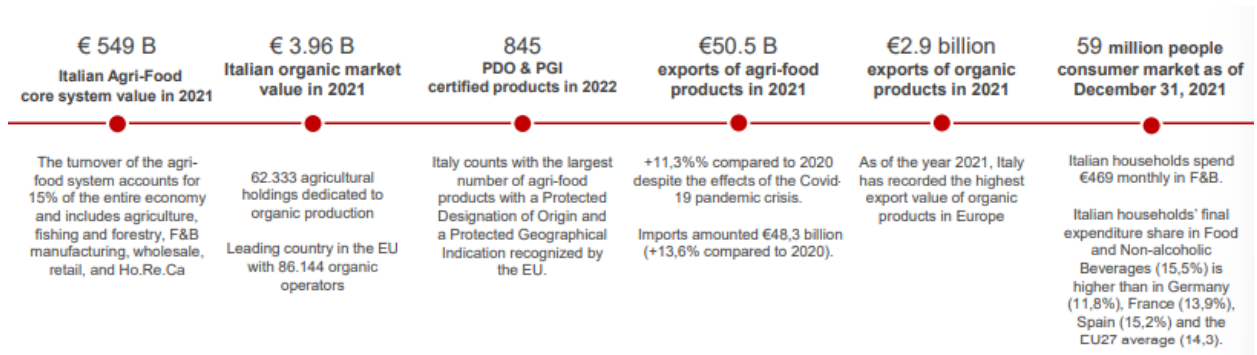 € 549 B
Italian Agri-Food
core system value in 2021
The turnover of the agri-
food system accounts for
15% of the entire economy
and includes agriculture,
fishing and forestry, F&B
manufacturing, wholesale,
retail, and Ho.Re.Ca
€ 3.96 B
Italian organic market
value in 2021
62.333 agricultural
holdings dedicated to
organic production
Leading country in the EU
with 86.144 organic
operators
845
PDO & PGI
certified products in 2022
Italy counts with the largest
number of agri-food
products with a Protected
Designation of Origin and
a Protected Geographical
Indication recognized by
the EU.
€50.5 B
exports of agri-food
products in 2021
+11,3%% compared to 2020
despite the effects of the Covid-
19 pandemic crisis.
Imports amounted €48,3 billion
(+13,6% compared to 2020).
€2.9 billion
exports of organic
products in 2021
As of the year 2021, Italy
has recorded the highest
export value of organic
products in Europe
59 million people
consumer market as of
December 31, 2021
Italian households spend
€469 monthly in F&B.
Italian households' final
expenditure share in Food
and Non-alcoholic
Beverages (15,5%) is
higher than in Germany
(11,8%), France (13,9%),
Spain (15,2%) and the
EU27 average (14,3).